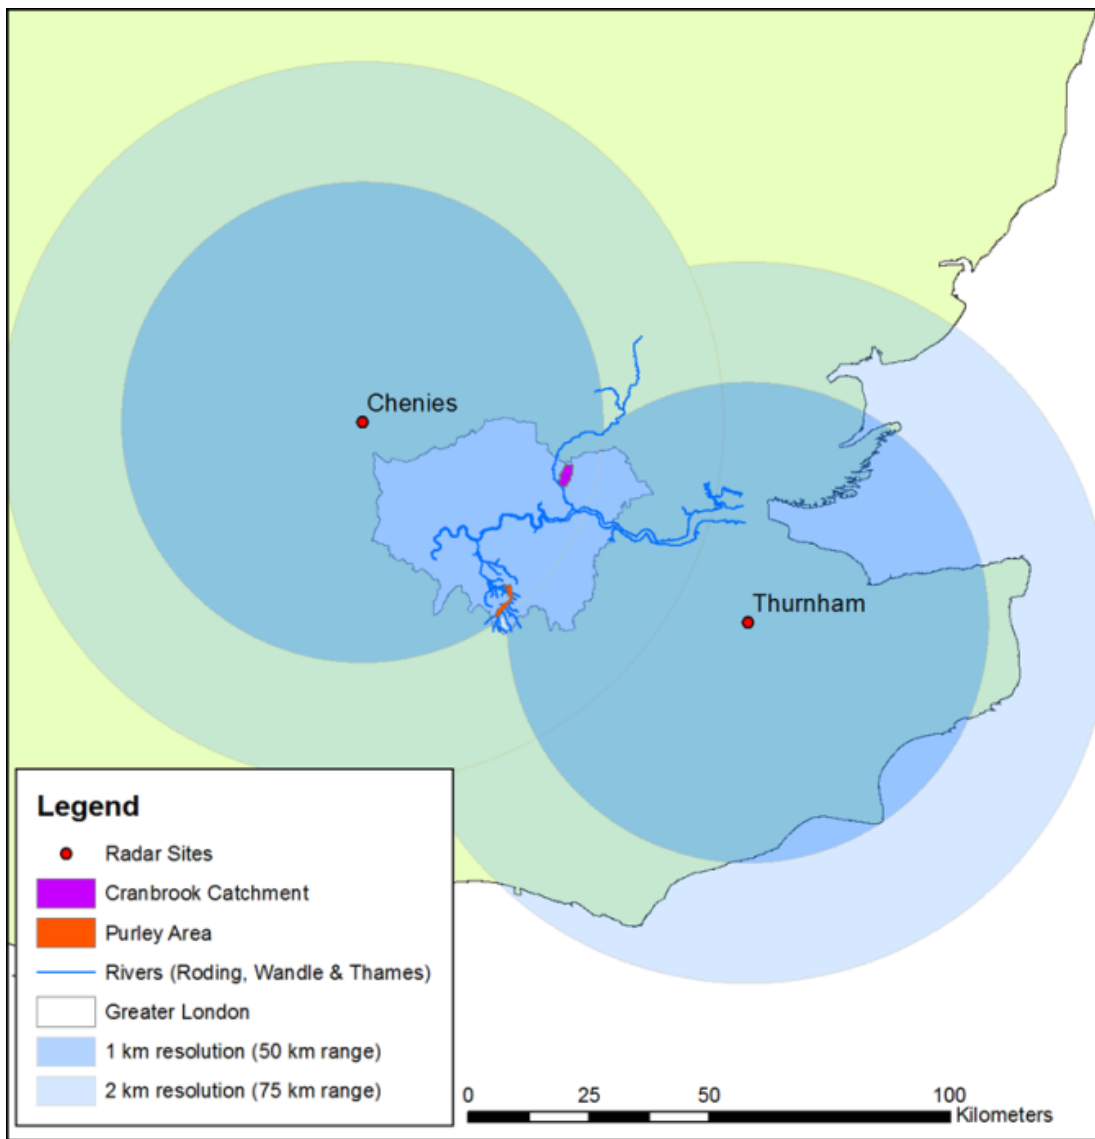 Chenies
Thurnham
Legend
Radar Sites
Cranbrook Catchment
Purley Area
Rivers (Roding, Wandle & Thames)
Greater London
1 km resolution (50 km range)
2 km resolution (75 km range)
0 25 50 100
Kilometers